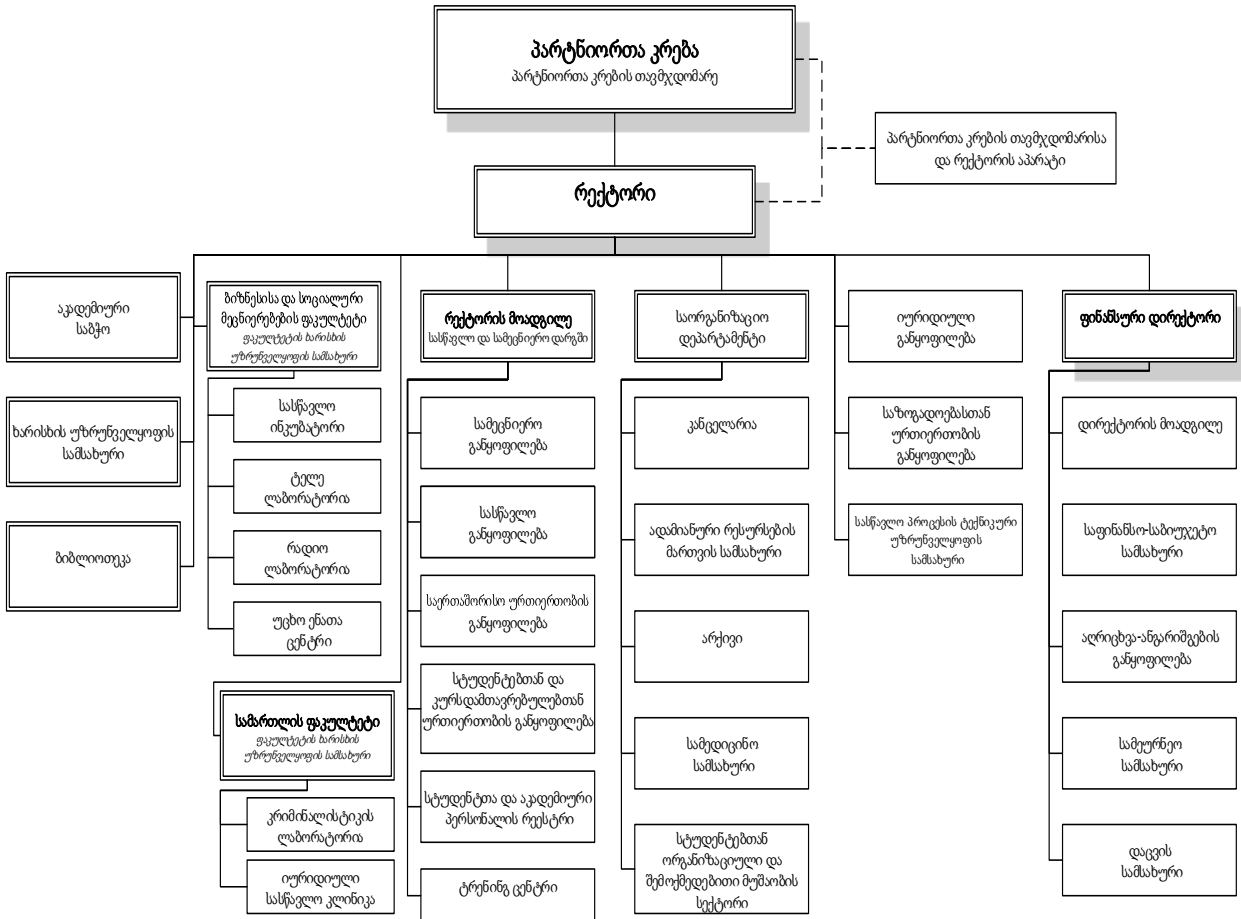 პარტნიორთა კრება
პარტნიორთა კრების თავმჯდომარე
პარტნიორთა კრების თავმჯდომარისა
და რექტორის აპარატი
რექტორი
აკადემიური
საბჭო
ხარისხის უზრუნველყოფის
სამსახური
ბიბლიოთეკა
ბიზნესისა და სოციალური
მეცნიერებების ფაკულტეტი
ფაკულტეტის ხარისხის
უზრუნველყოფის სამსახური
სასწავლო
ინკუბატორი
ტელე
ლაბორატორია
რადიო
ლაბორატორია
უცხო ენათა
ცენტრი
სამართლის ფაკულტეტი
ფაკულტეტის ხარისხის
უზრუნველყოფის სამსახური
კრიმინალისტიკის
ლაბორატორია
იურიდიული
სასწავლო კლინიკა
რექტორის მოადგილე
სასწავლო და სამეცნიერო დარგში
სამეცნიერო
განყოფილება
სასწავლო
განყოფილება
საერთაშორისო ურთიერთობის
განყოფილება
სტუდენტებთან და
კურსდამთავრებულებთან
ურთიერთობის განყოფილება
სტუდენტთა და აკადემიური
პერსონალის რეესტრი
ტრენინგ ცენტრი
საორგანიზაციო
დეპარტამენტი
კანცელარია
ადამიანური რესურსების
მართვის სამსახური
არქივი
სამედიცინო
სამსახური
სტუდენტებთან
ორგანიზაციული და
შემოქმედებითი მუშაობის
სექტორი
იურიდიული
განყოფილება
საზოგადოებასთან
ურთიერთობის
განყოფილება
სასწავლო პროცესის ტექნიკური
უზრუნველყოფის
სამსახური
ფინანსური დირექტორი
დირექტორის მოადგილე
საფინანსო-საბიუჯეტო
სამსახური
აღრიცხვა-ანგარიშგების
განყოფილება
სამეურნეო
სამსახური
დაცვის
სამსახური